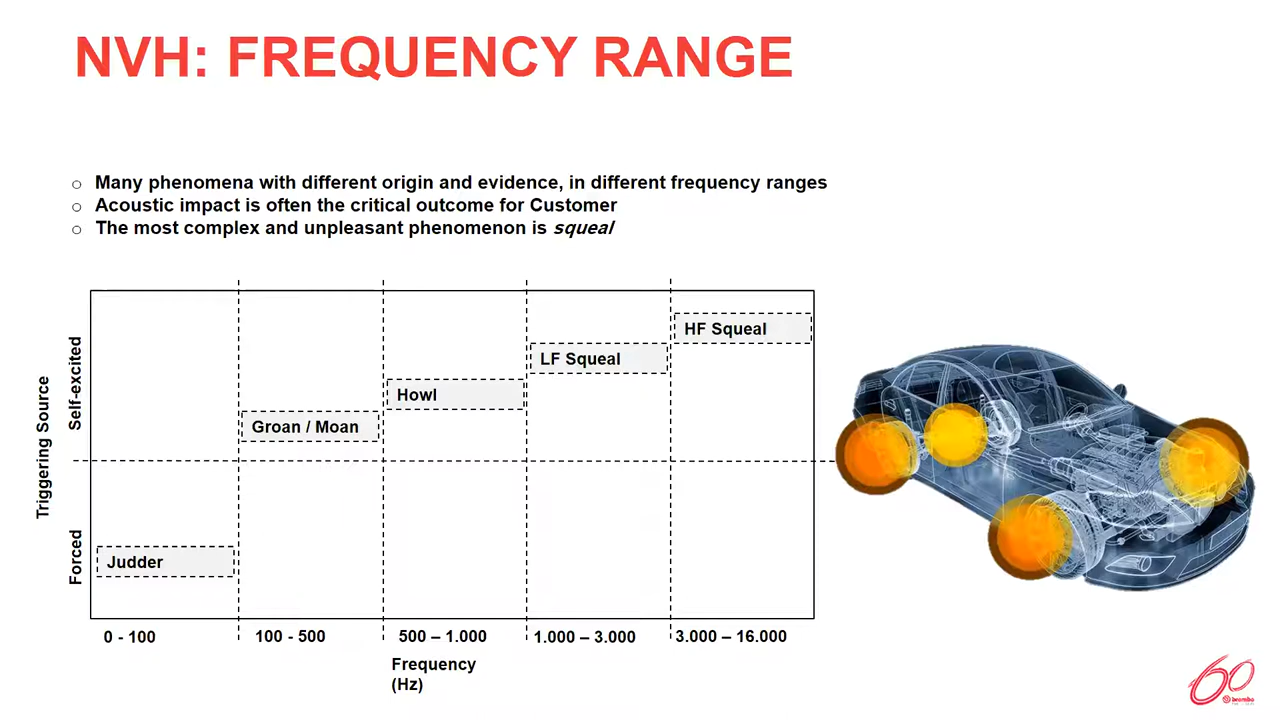 NVH: FREQUENCY RANGE
Many phenomena with different origin and evidence, in different frequency ranges
Acoustic impact is often the critical outcome for Customer
The most complex and unpleasant phenomenon is squeal
Triggering Source
Self-excited
Forced
HF Squeal
LF Squeal
Howl
Groan / Moan
Judder
0 - 100
100 - 500
500 – 1.000
1.000 – 3.000
3.000 – 16.000
Frequency
(Hz)
60
brembo